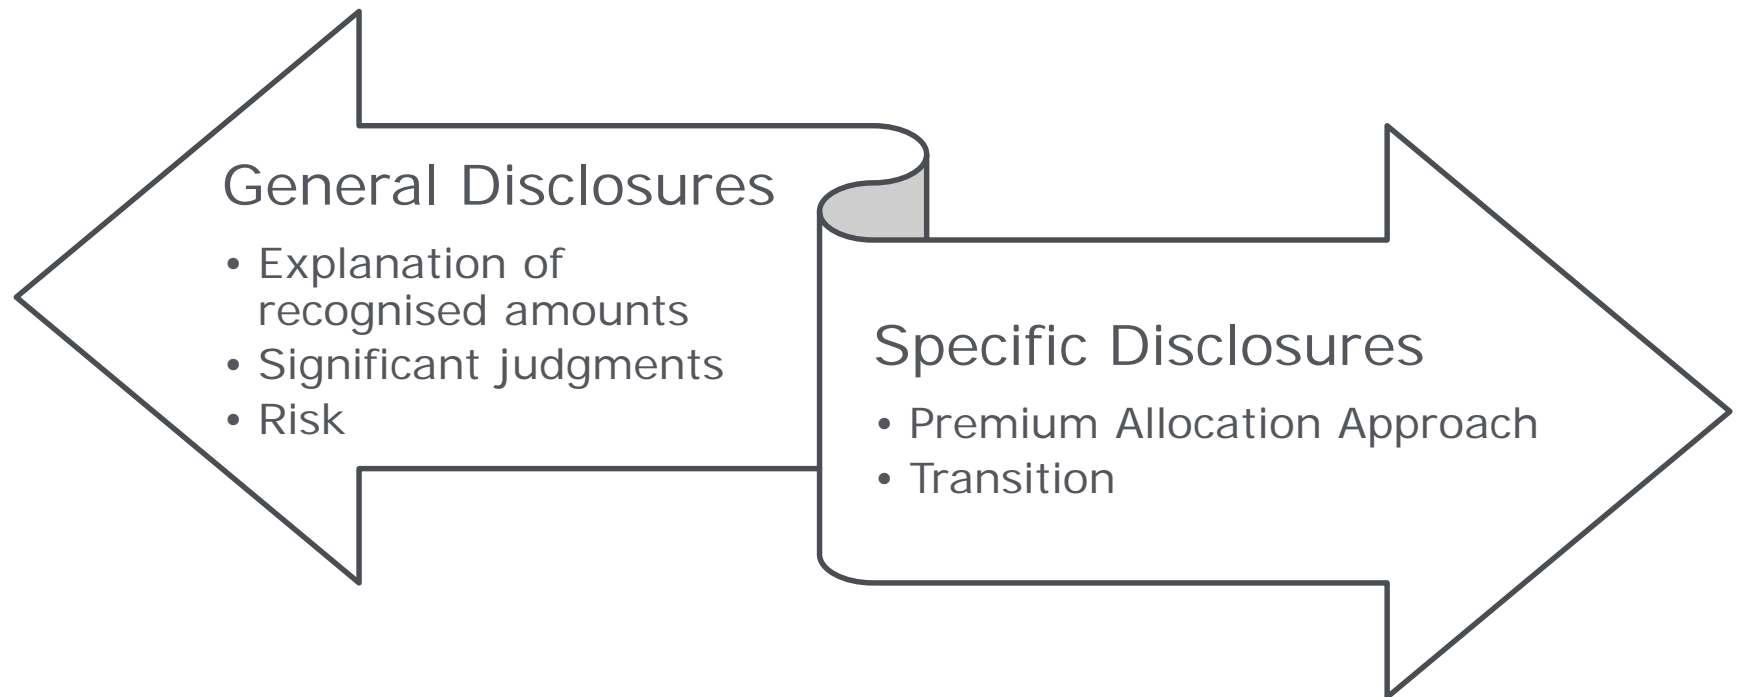 General Disclosures
• Explanation of
recognised amounts
• Significant judgments
• Risk
Specific Disclosures
• Premium Allocation Approach
• Transition